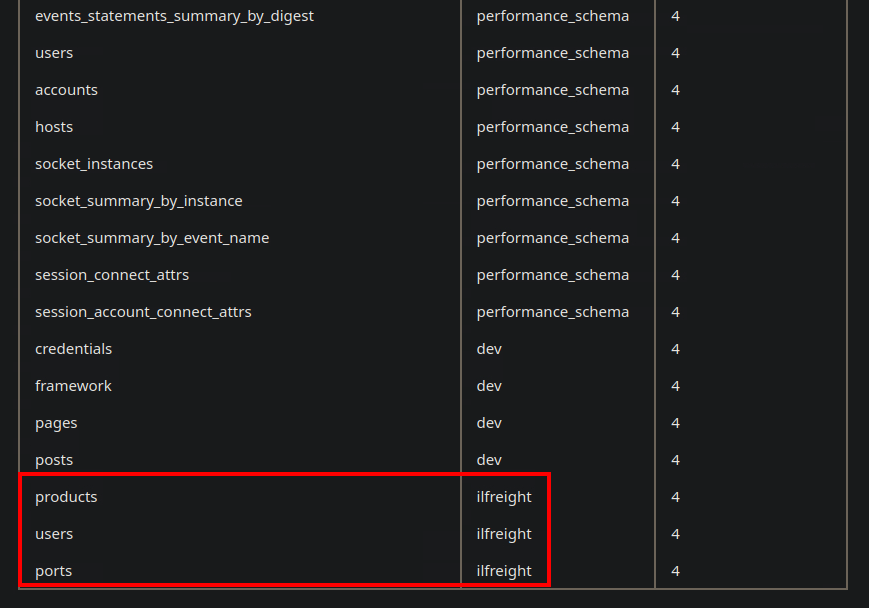 events_statements_summary_by_digest performance_schema 4
users performance_schema 4
accounts performance_schema 4
hosts performance_schema 4
socket_instances performance_schema 4
socket_summary_by_instance performance_schema 4
socket_summary_by_event_name performance_schema 4
session_connect_attrs performance_schema 4
session_account_connect_attrs performance_schema 4
credentials dev 4
framework dev 4
pages dev 4
posts dev 4
products ilfreight 4
users ilfreight 4
ports ilfreight 4